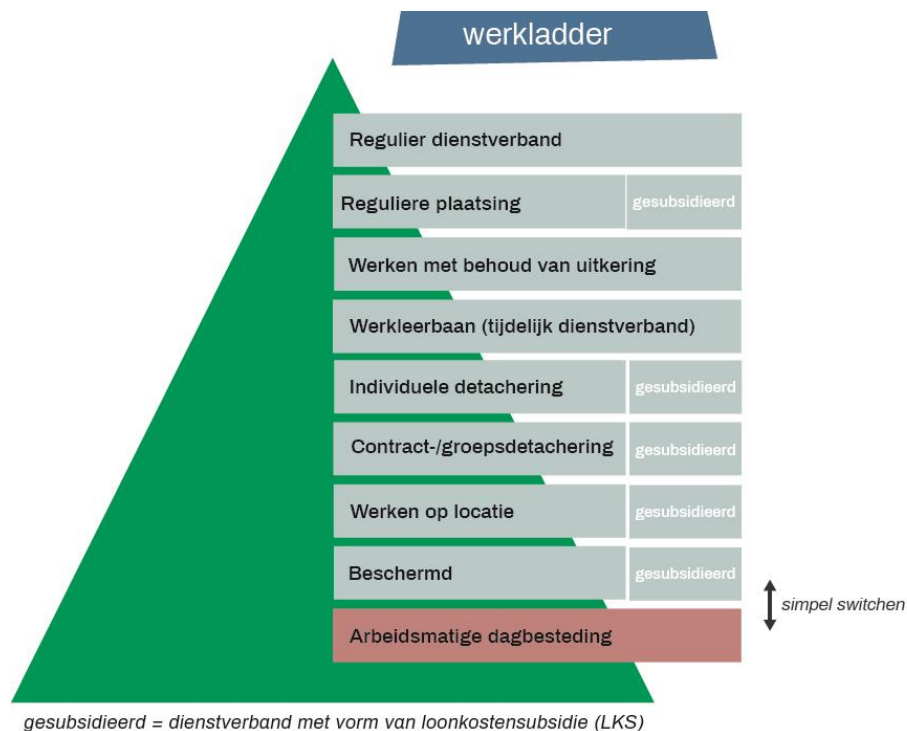 werkladder
Regulier dienstverband
Reguliere plaatsing gesubsidieerd
Werken met behoud van uitkering
Werkleerbaan (tijdelijk dienstverband)
Individuele detachering gesubsidieerd
Contract-/groepsdetachering gesubsidieerd
Werken op locatie gesubsidieerd
Beschermd gesubsidieerd
simpel switchen
Arbeidsmatige dagbesteding
gesubsidieerd = dienstverband met vorm van loonkostensubsidie (LKS)